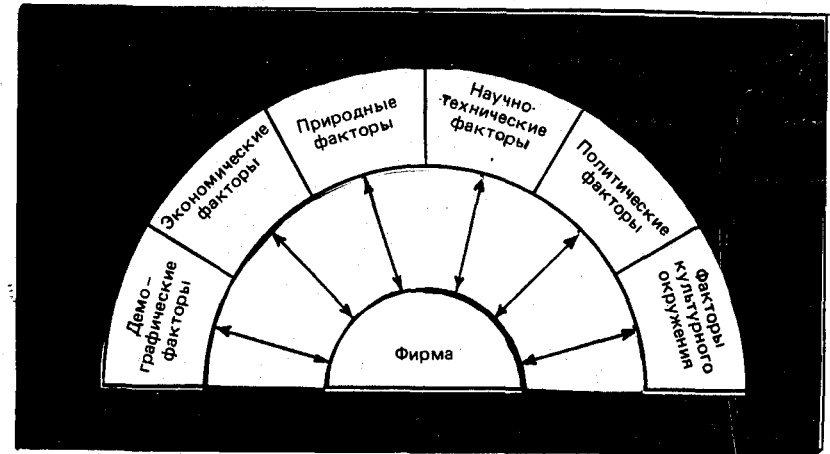 Демо-
графические
факторы
Экономические
факторы
Природные
факторы
Научно-
технические
факторы
Политические
факторы
Факторы
культурного
окружения
Фирма